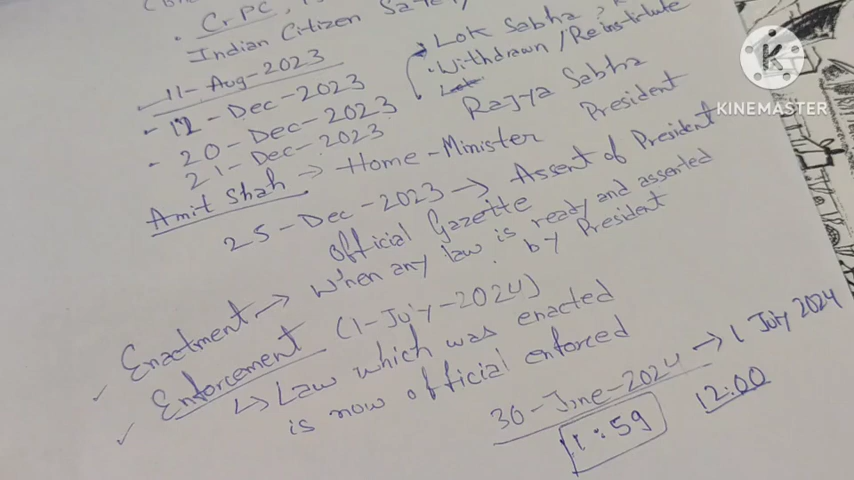 CrPC,
Indian Citizen Safety
11-Aug-2023
Lok Sabha,
- 12-Dec-2023
• Withdrawn/Reinstitute
- 20-Dec-2023
Rajya Sabha
21-Dec-2023
President
Amit Shah → Home-Minister
25-Dec-2023 → Assent of President
official Gazette
Enactment → When any law is ready and assented
by President
Enforcement (1-July-2024)
↳ Law which was enacted
is now official enforced
30-June-2024 → 1 July 2024
11:59
12:00
K
KINEMASTER